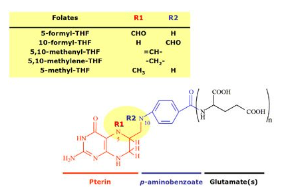 Folates R1 R2
5-formyl-THF CHO H
10-formyl-THF H CHO
5,10-methenyl-THF =CH-
5,10-methylene-THF -CH2-
5-methyl-THF CH3 H
COOH
O
R2
N
10
N
H
COOH
n
R1
O
N
5
H
HN
H
H2N
N
N
H
H
Pterin p-aminobenzoate Glutamate(s)